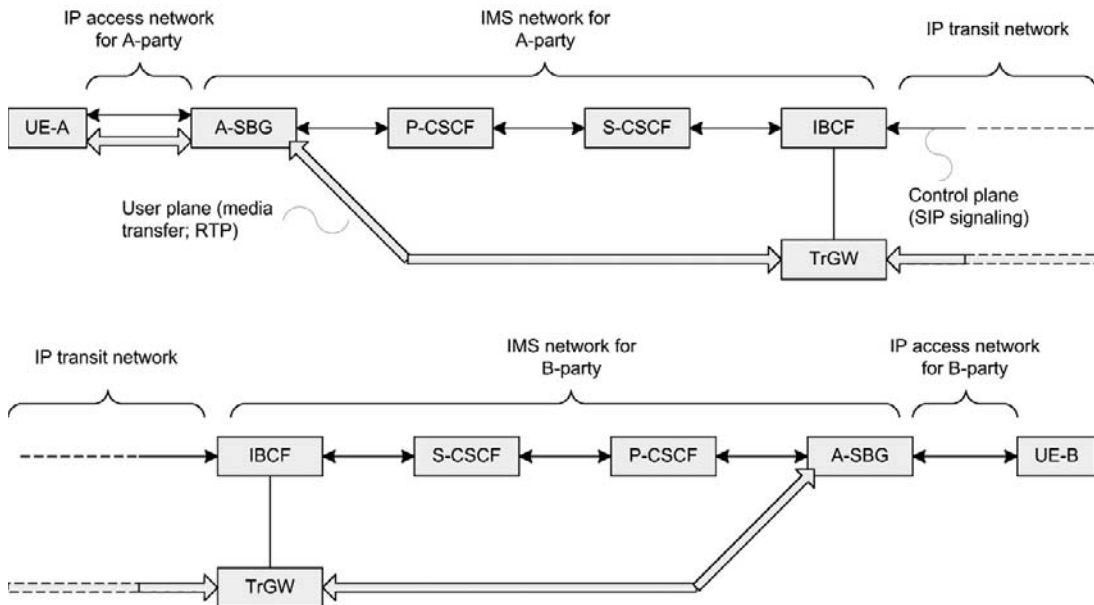 IP access network
for A-party
IMS network for
A-party
IP transit network
UE-A
A-SBG
P-CSCF
S-CSCF
IBCF
User plane (media
transfer; RTP)
Control plane
(SIP signaling)
TrGW
IP transit network
IMS network for
B-party
IP access network
for B-party
IBCF
S-CSCF
P-CSCF
A-SBG
UE-B
TrGW